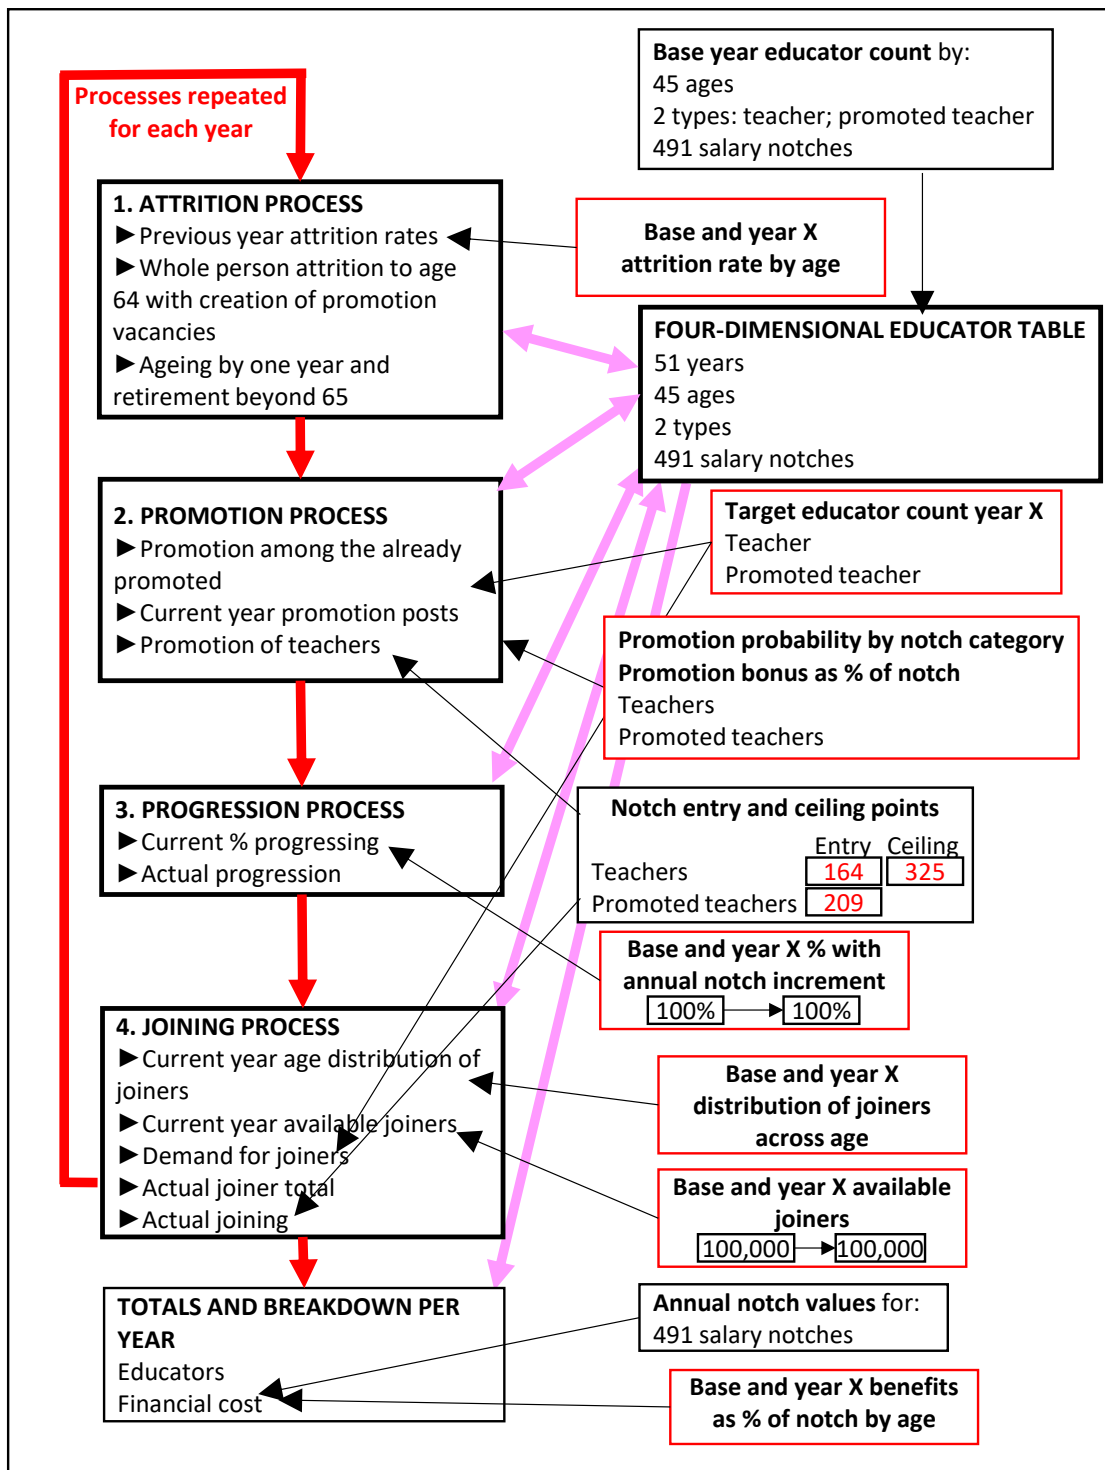 Processes repeated
for each year
Base year educator count by:
45 ages
2 types: teacher; promoted teacher
491 salary notches
1. ATTRITION PROCESS
►Previous year attrition rates
►Whole person attrition to age
64 with creation of promotion
vacancies
►Ageing by one year and
retirement beyond 65
Base and year X
attrition rate by age
FOUR-DIMENSIONAL EDUCATOR TABLE
51 years
45 ages
2 types
491 salary notches
2. PROMOTION PROCESS
►Promotion among the already
promoted
►Current year promotion posts
►Promotion of teachers
Target educator count year X
Teacher
Promoted teacher
Promotion probability by notch category
Promotion bonus as % of notch
Teachers
Promoted teachers
3. PROGRESSION PROCESS
►Current % progressing
►Actual progression
Notch entry and ceiling points
Entry Ceiling
Teachers 164 325
Promoted teachers 209
Base and year X % with
annual notch increment
100% 100%
4. JOINING PROCESS
►Current year age distribution of
joiners
►Current year available joiners
►Demand for joiners
►Actual joiner total
►Actual joining
Base and year X
distribution of joiners
across age
Base and year X available
joiners
100,000 100,000
TOTALS AND BREAKDOWN PER
YEAR
Educators
Financial cost
Annual notch values for:
491 salary notches
Base and year X benefits
as % of notch by age